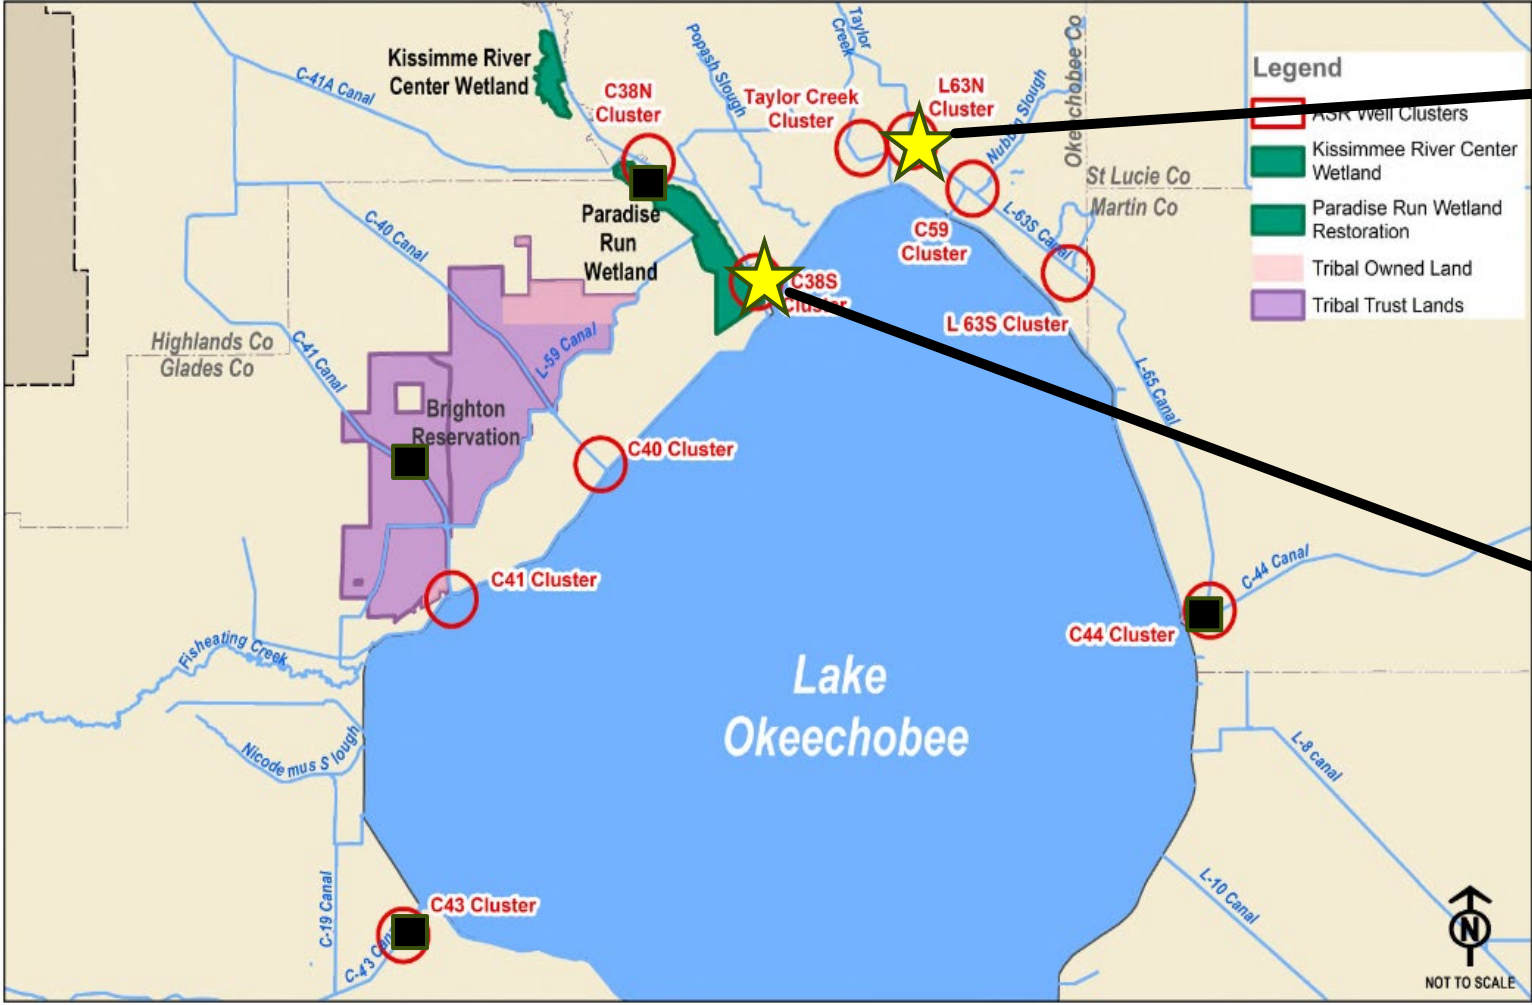 Kissimme River
Center Wetland
C-41A Canal
C38N
Cluster
Popash Slough
Taylor
Creek
Taylor Creek
Cluster
L63N
Cluster
Nubbin Slough
Okeechobee Co
Legend
ASR Well Clusters
Kissimmee River Center
Wetland
Paradise Run Wetland
Restoration
Tribal Owned Land
Tribal Trust Lands
St Lucie Co
Martin Co
L-63S Canal
C59
Cluster
L 63S Cluster
Paradise
Run
Wetland
C-40 Canal
C38S
Cluster
Highlands Co
Glades Co
C-41 Canal
L-59 Canal
L-65 Canal
Brighton
Reservation
C40 Cluster
C41 Cluster
C-44 Canal
C44 Cluster
Fisheating Creek
Lake
Okeechobee
Nicode mus S lough
L-8 canal
C-19 Canal
C43 Cluster
C-43 Canal
L-10 Canal
N
NOT TO SCALE